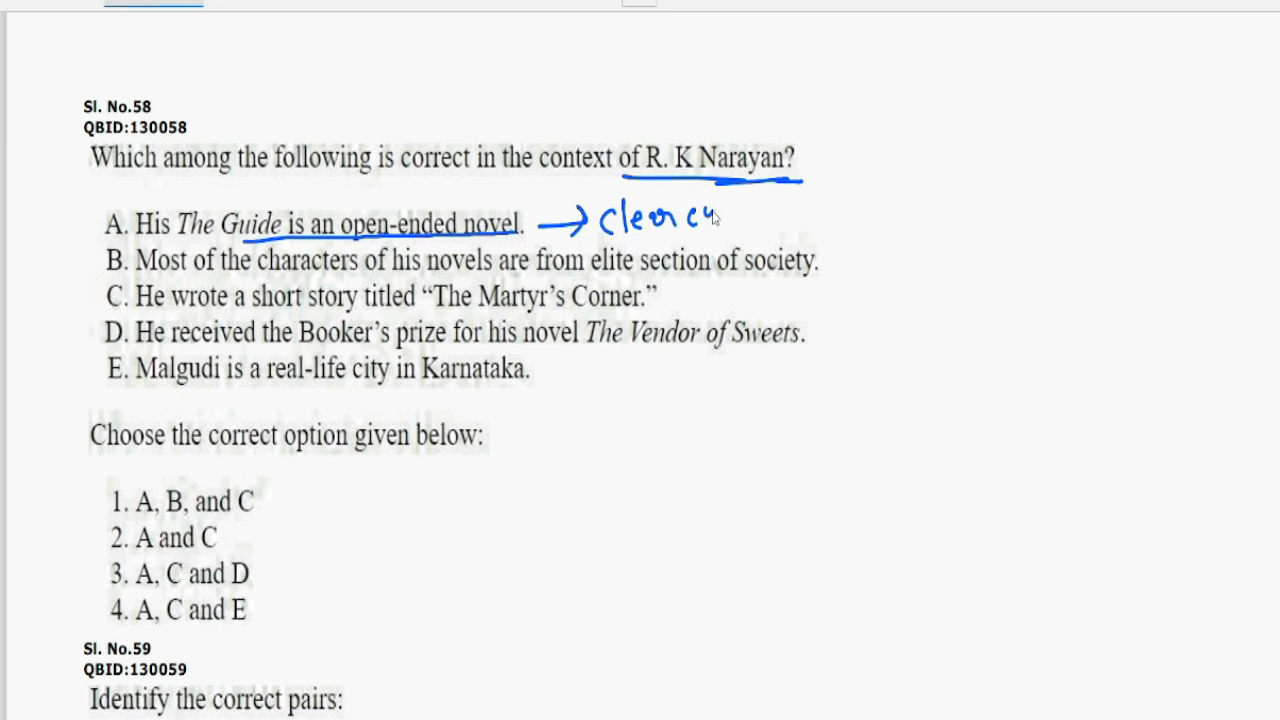 Sl. No.58
QBID:130058
Which among the following is correct in the context of R. K Narayan?
A. His The Guide is an open-ended novel. → clear cy
B. Most of the characters of his novels are from elite section of society.
C. He wrote a short story titled “The Martyr’s Corner.”
D. He received the Booker’s prize for his novel The Vendor of Sweets.
E. Malgudi is a real-life city in Karnataka.
Choose the correct option given below:
1. A, B, and C
2. A and C
3. A, C and D
4. A, C and E
Sl. No.59
QBID:130059
Identify the correct pairs: